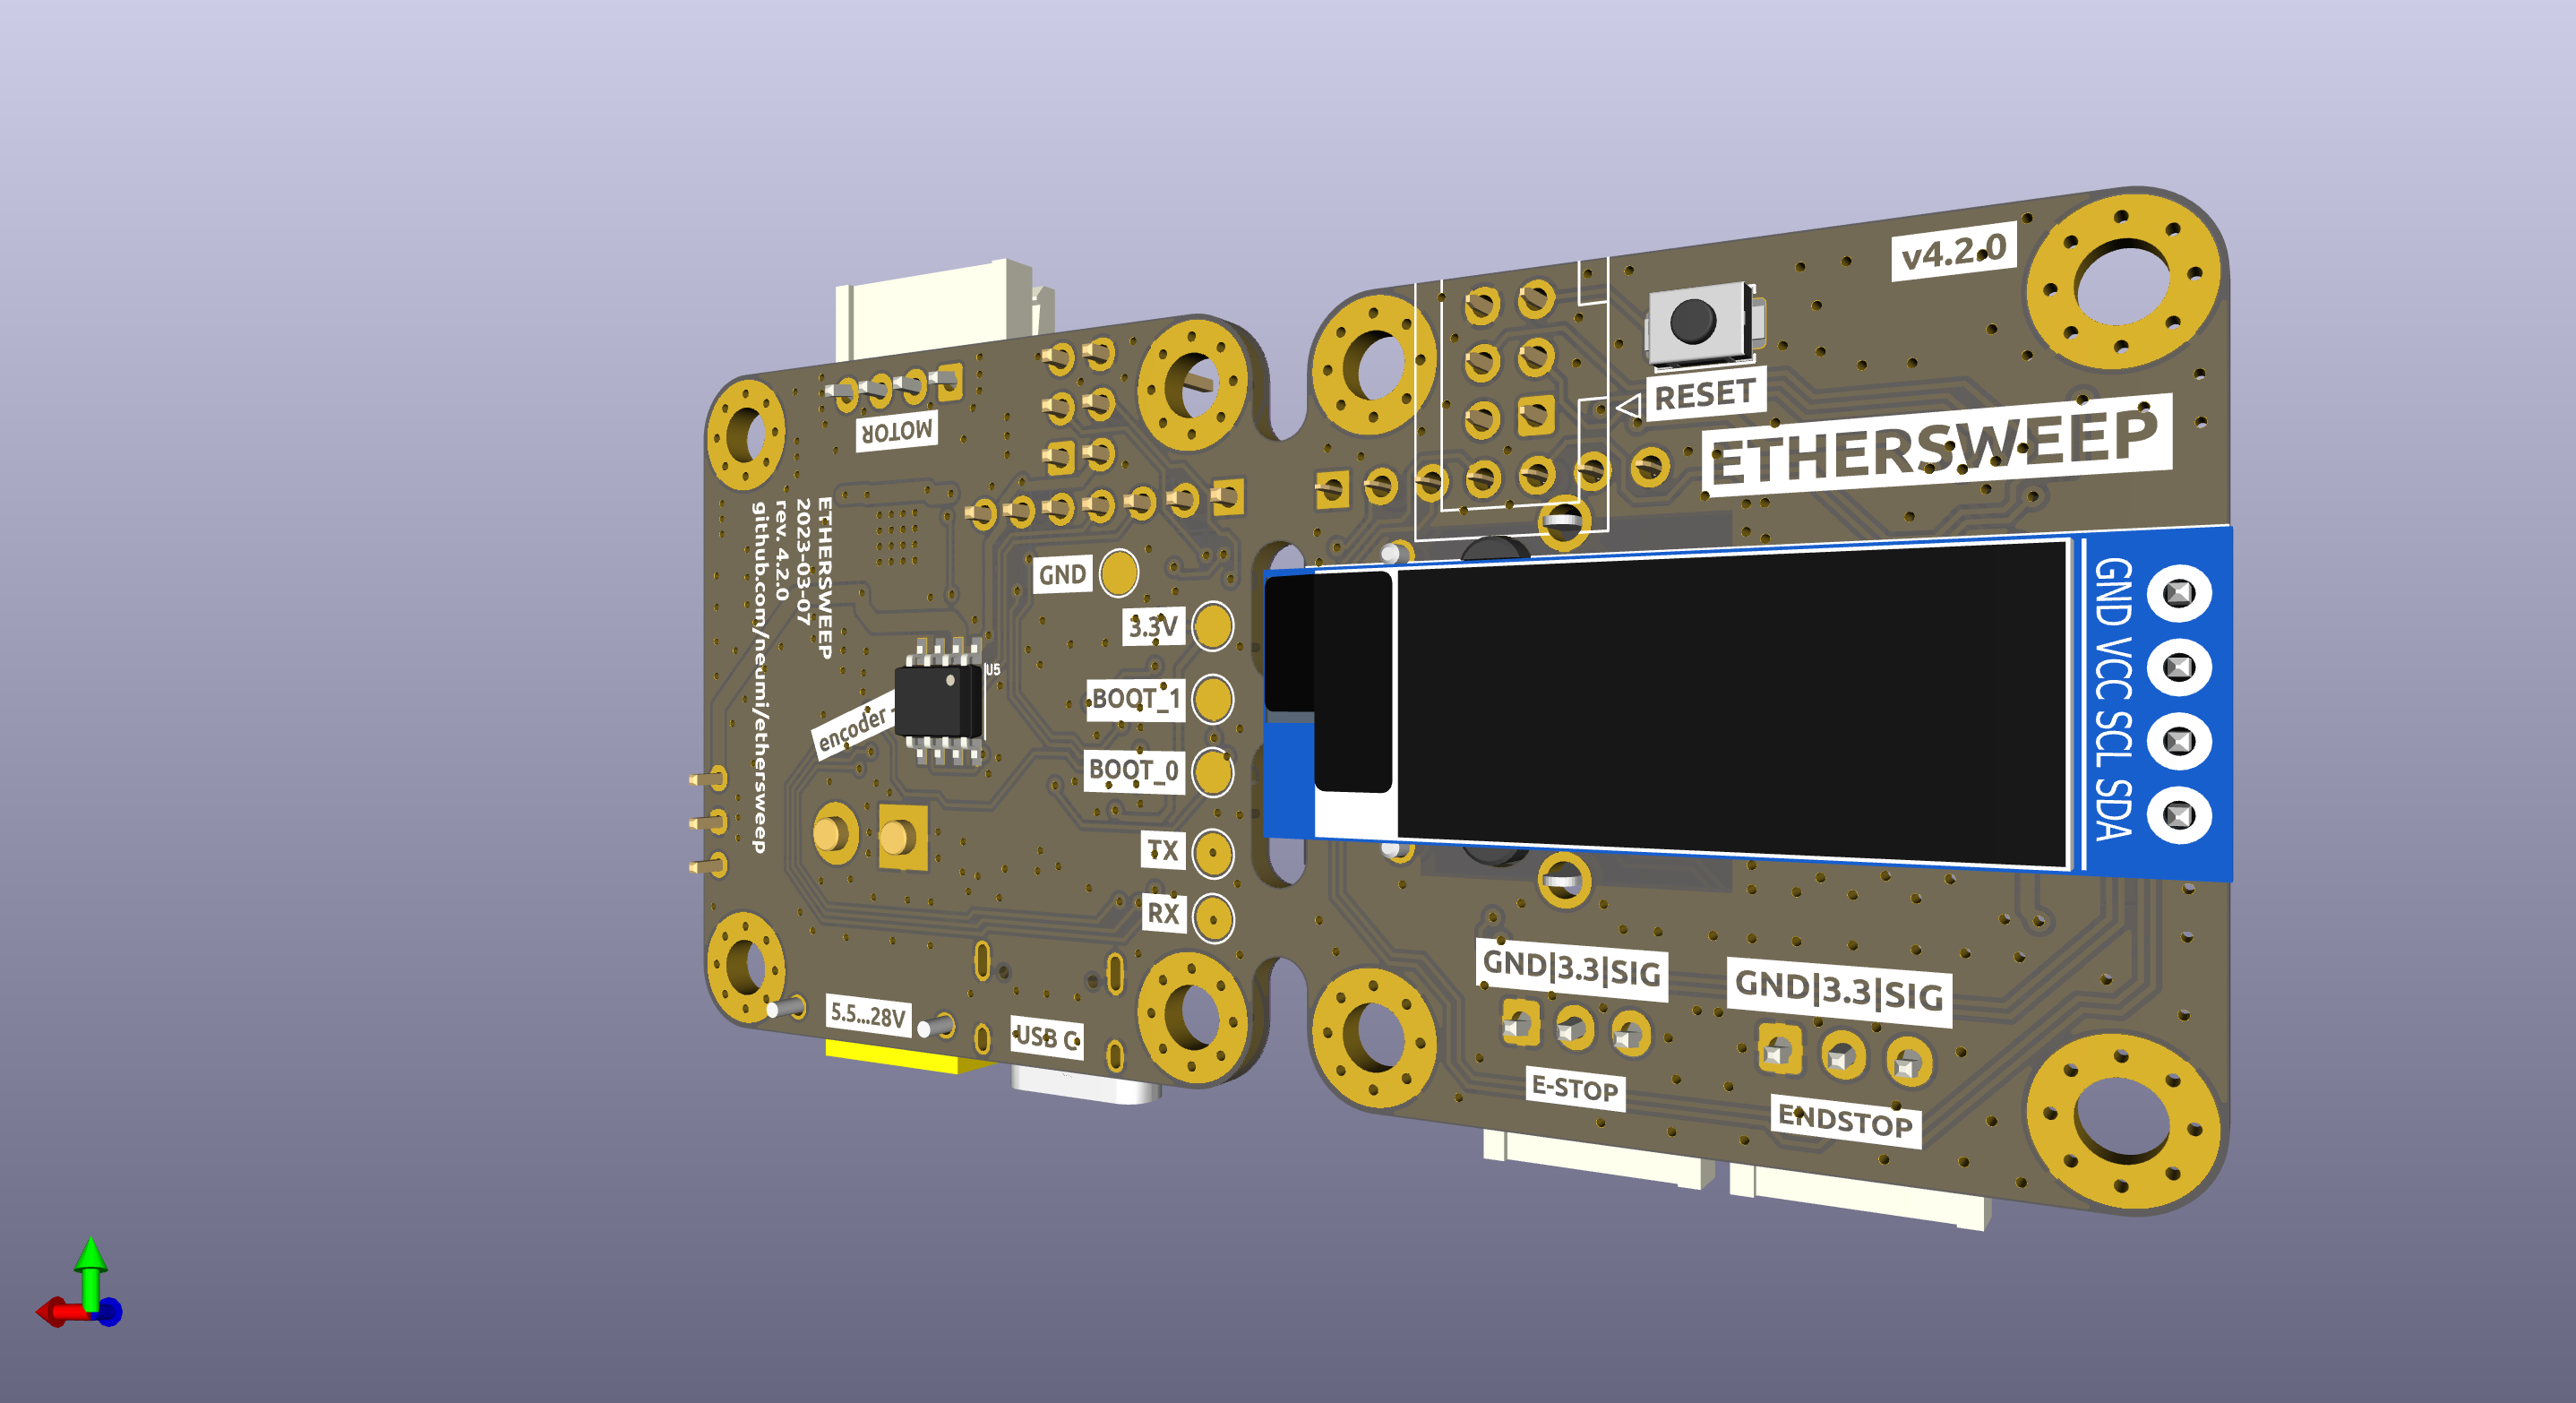 MOTOR
ETHERSWEEP
2023-03-07
rev. 4.2.0
github.com/neumi/ethersweep
GND
3.3V
BOOT_1
BOOT_0
TX
RX
U5
encoder
5.5...28V
USB C
v4.2.0
RESET
ETHERSWEEP
GND VCC SCL SDA
GND|3.3|SIG
GND|3.3|SIG
E-STOP
ENDSTOP